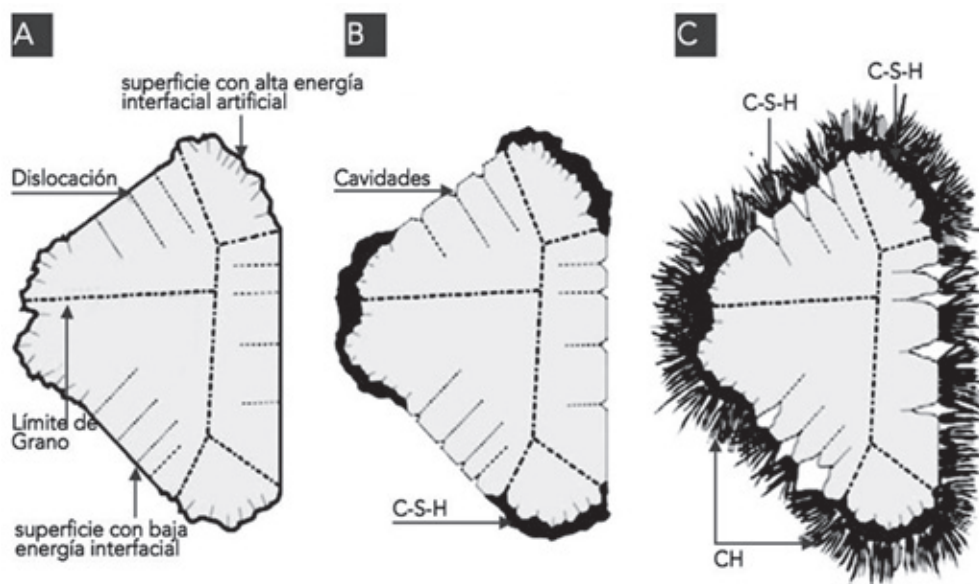 A
superficie con alta energía
interfacial artificial
Dislocación
Límite de
Grano
superficie con baja
energía interfacial
B
Cavidades
C-S-H
C
C-S-H
C-S-H
CH